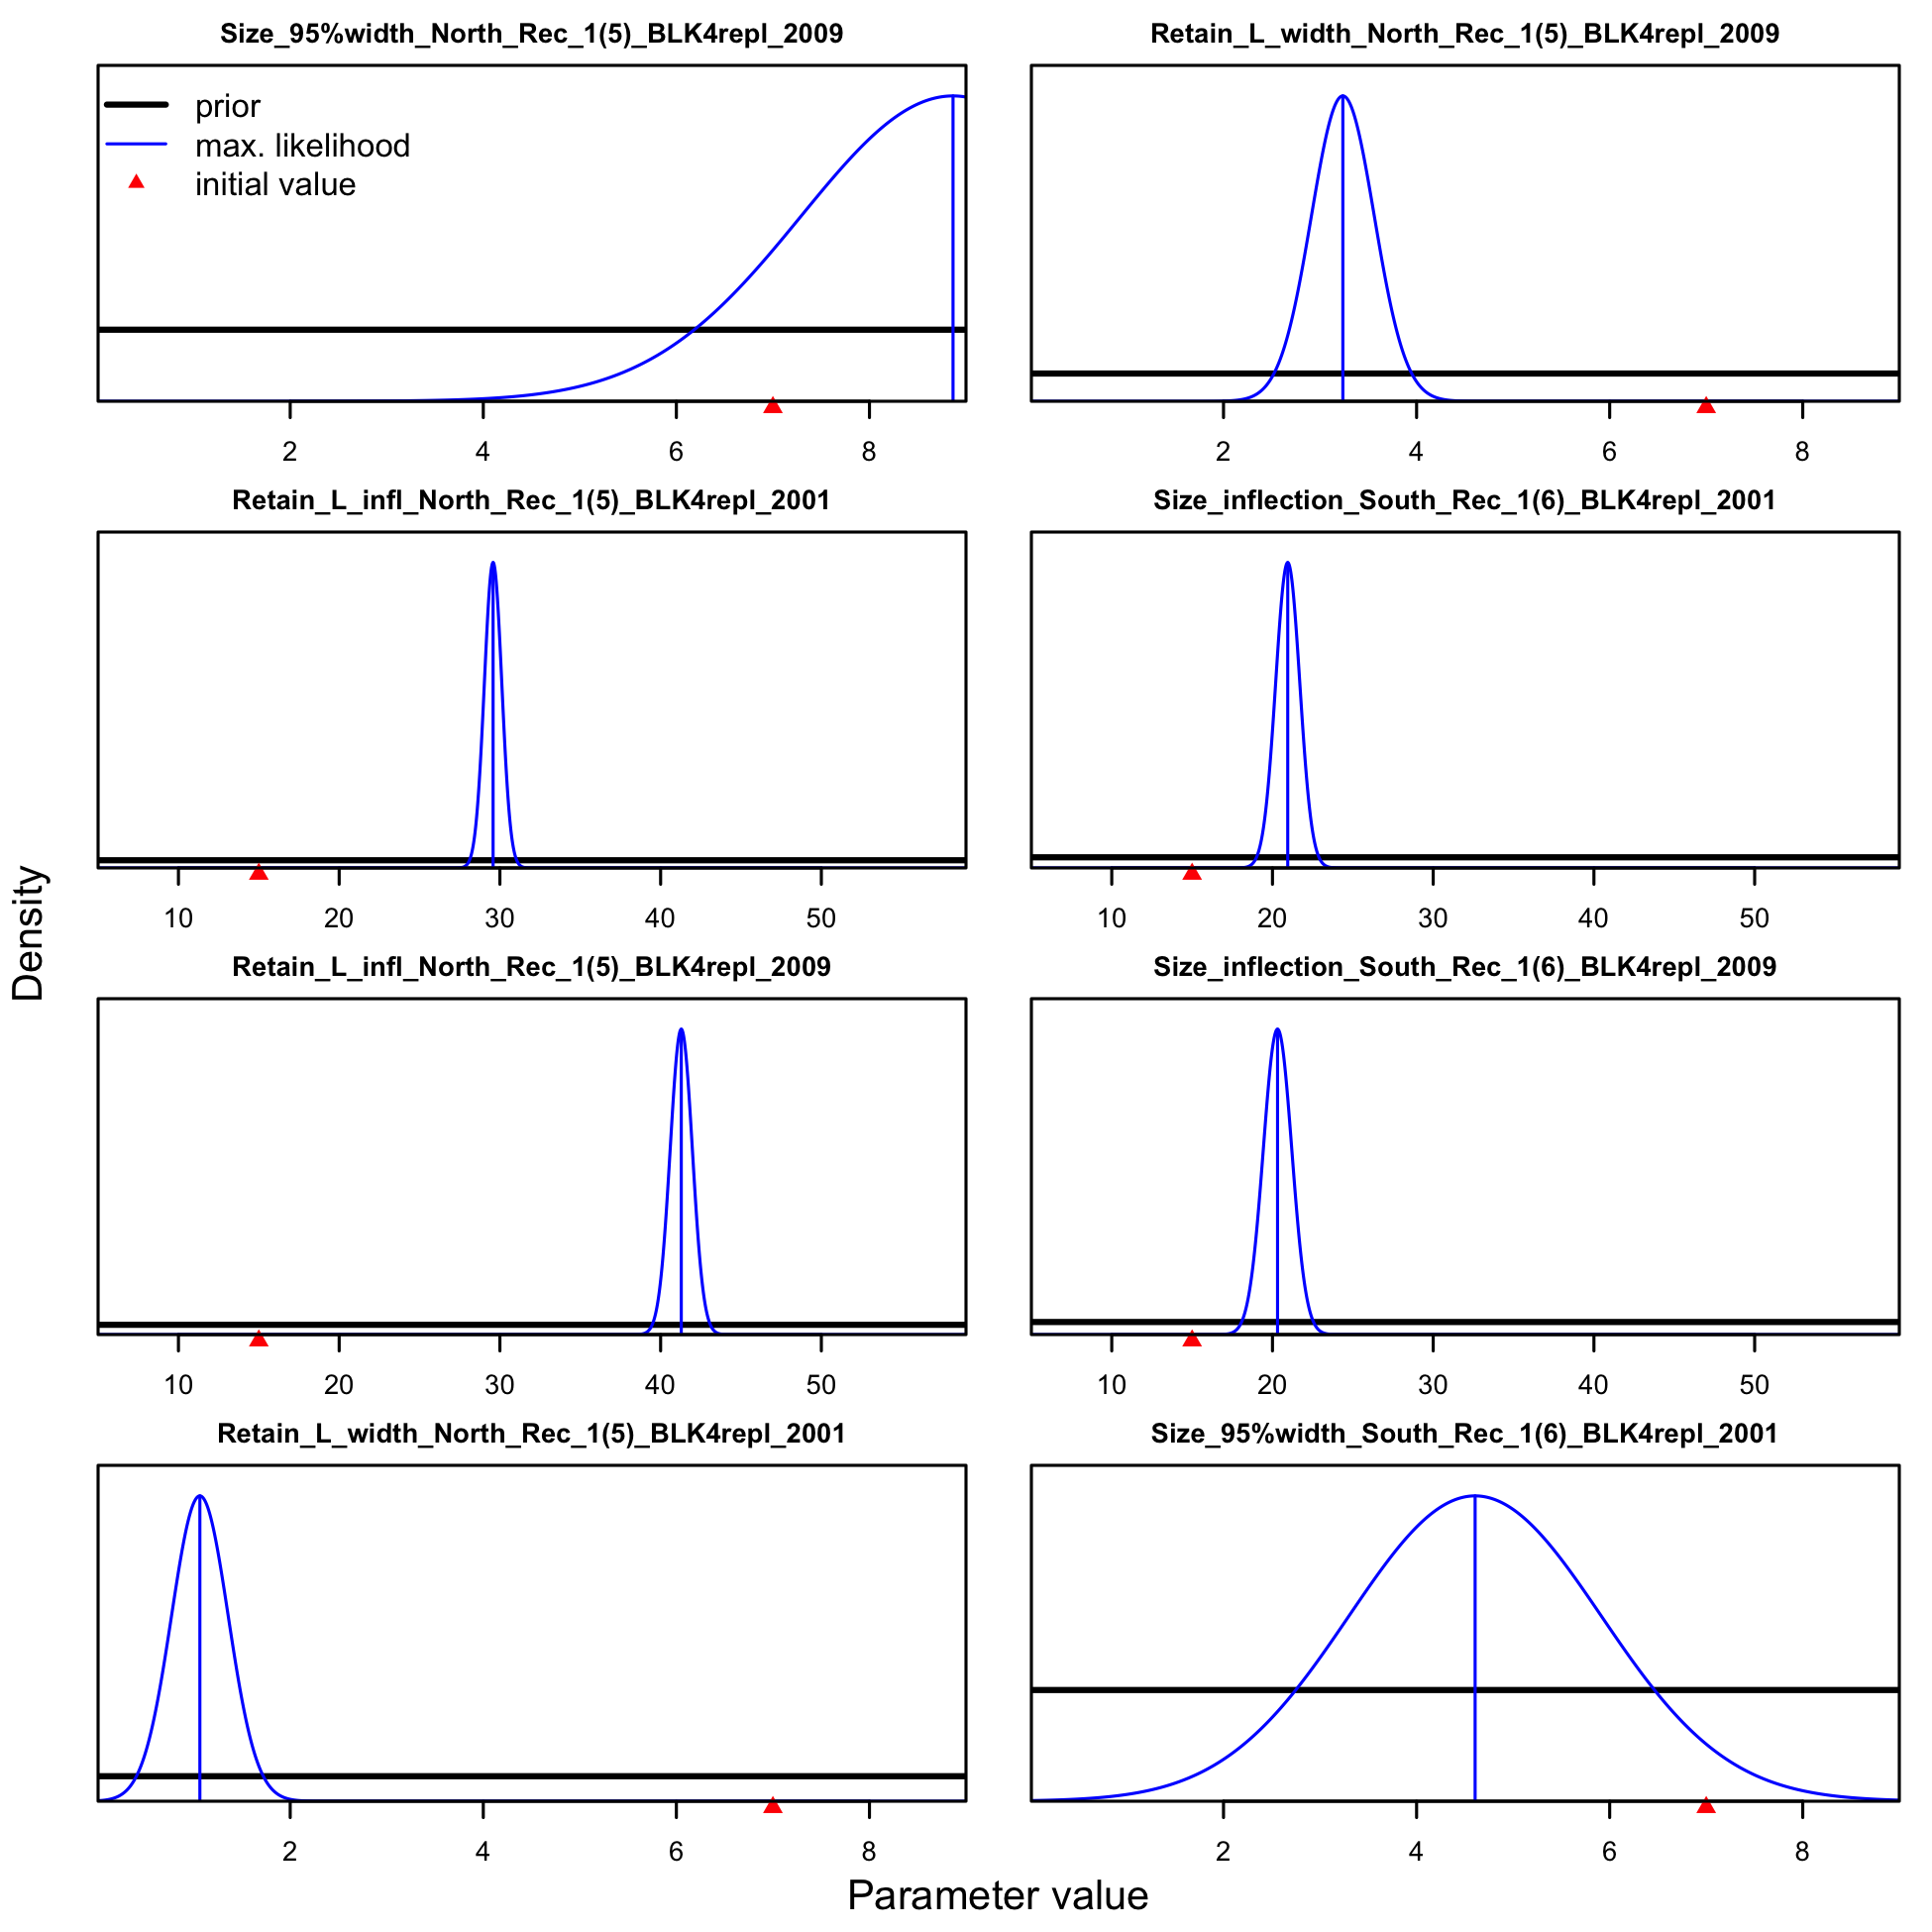 Size_95%width_North_Rec_1(5)_BLK4repl_2009
prior
max. likelihood
initial value
2 4 6 8
Retain_L_width_North_Rec_1(5)_BLK4repl_2009
2 4 6 8
Retain_L_infl_North_Rec_1(5)_BLK4repl_2001
10 20 30 40 50
Size_inflection_South_Rec_1(6)_BLK4repl_2001
10 20 30 40 50
Retain_L_infl_North_Rec_1(5)_BLK4repl_2009
10 20 30 40 50
Size_inflection_South_Rec_1(6)_BLK4repl_2009
10 20 30 40 50
Retain_L_width_North_Rec_1(5)_BLK4repl_2001
2 4 6 8
Size_95%width_South_Rec_1(6)_BLK4repl_2001
2 4 6 8
Density
Parameter value